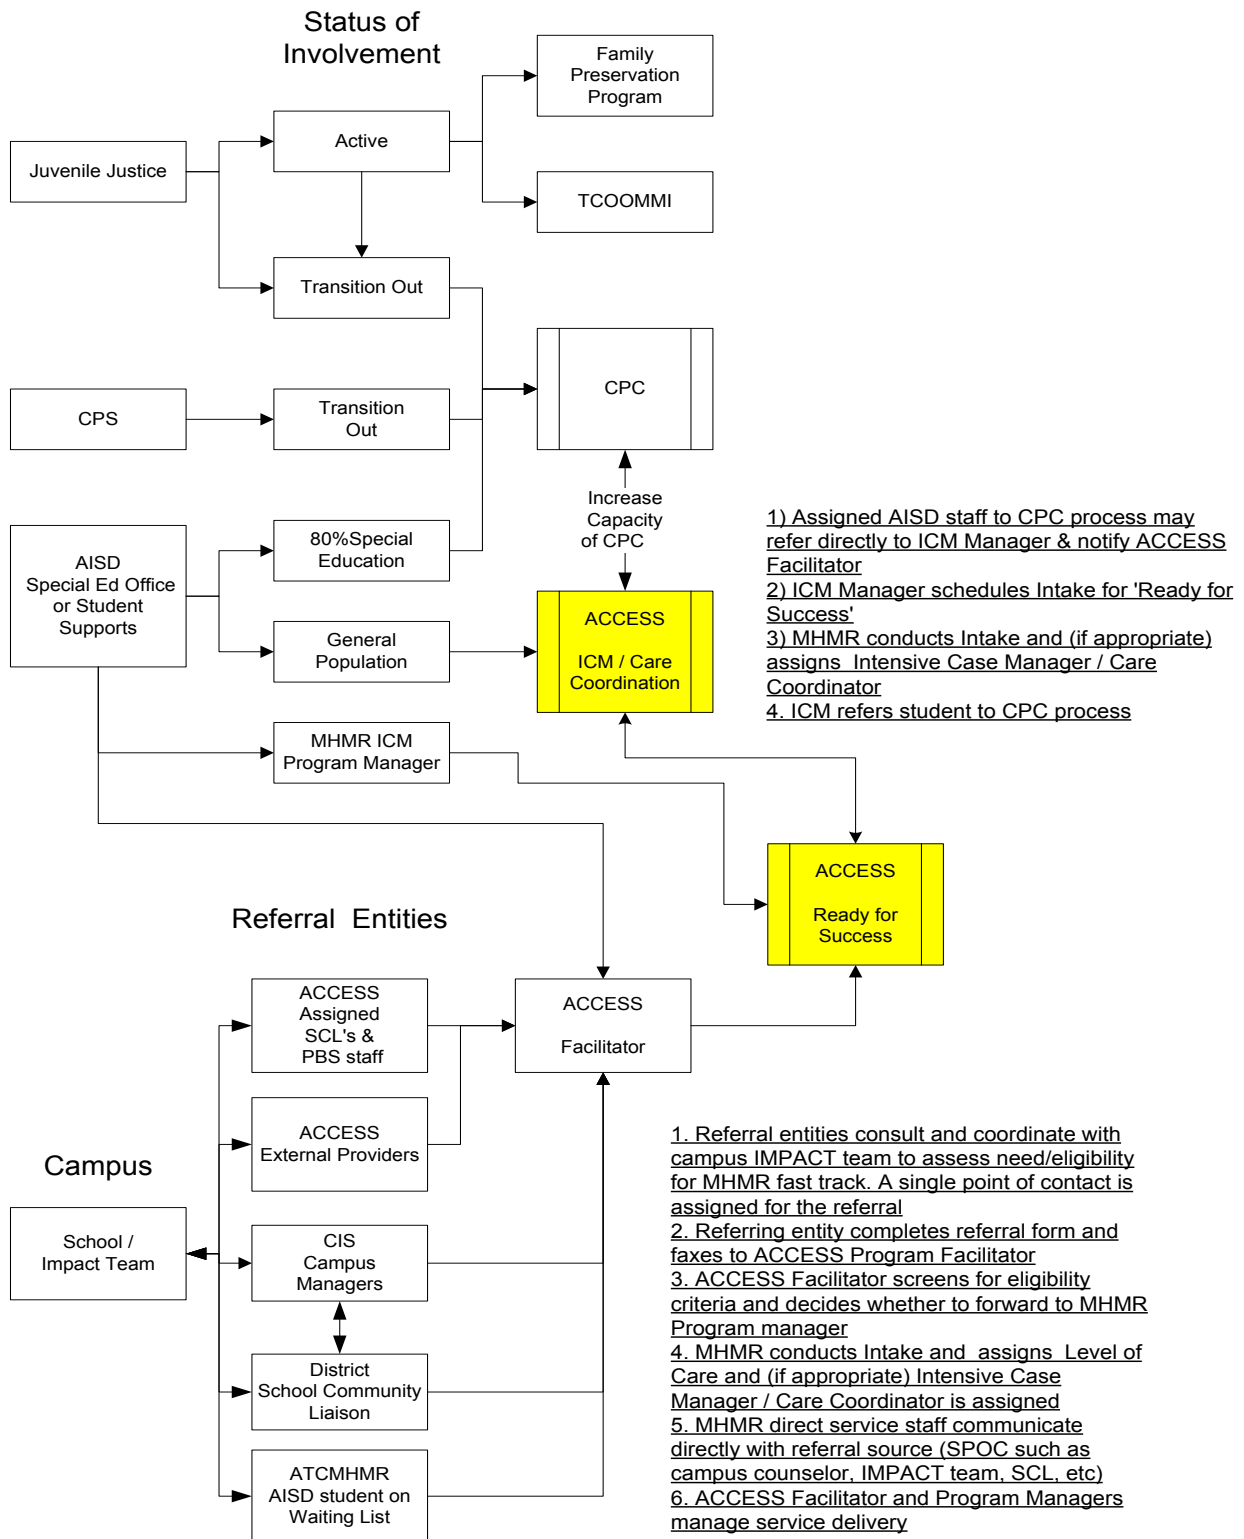 Status of
Involvement
Family
Preservation
Program
Active
Juvenile Justice
TCOOMMI
Transition Out
CPC
CPS
Transition
Out
Increase
Capacity
of CPC
1) Assigned AISD staff to CPC process may
refer directly to ICM Manager & notify ACCESS
Facilitator
2) ICM Manager schedules Intake for 'Ready for
Success'
3) MHMR conducts Intake and (if appropriate)
assigns  Intensive Case Manager / Care
Coordinator
4. ICM refers student to CPC process
AISD
Special Ed Office
or Student
Supports
80%Special
Education
General
Population
ACCESS
ICM / Care
Coordination
MHMR ICM
Program Manager
ACCESS
Ready for
Success
Referral  Entities
ACCESS
Assigned
SCL's &
PBS staff
ACCESS
Facilitator
ACCESS
External Providers
Campus
School /
Impact Team
CIS
Campus
Managers
District
School Community
Liaison
ATCMHMR
AISD student on
Waiting List
1. Referral entities consult and coordinate with
campus IMPACT team to assess need/eligibility
for MHMR fast track. A single point of contact is
assigned for the referral
2. Referring entity completes referral form and
faxes to ACCESS Program Facilitator
3. ACCESS Facilitator screens for eligibility
criteria and decides whether to forward to MHMR
Program manager
4. MHMR conducts Intake and  assigns  Level of
Care and (if appropriate) Intensive Case
Manager / Care Coordinator is assigned
5. MHMR direct service staff communicate
directly with referral source (SPOC such as
campus counselor, IMPACT team, SCL, etc)
6. ACCESS Facilitator and Program Managers
manage service delivery